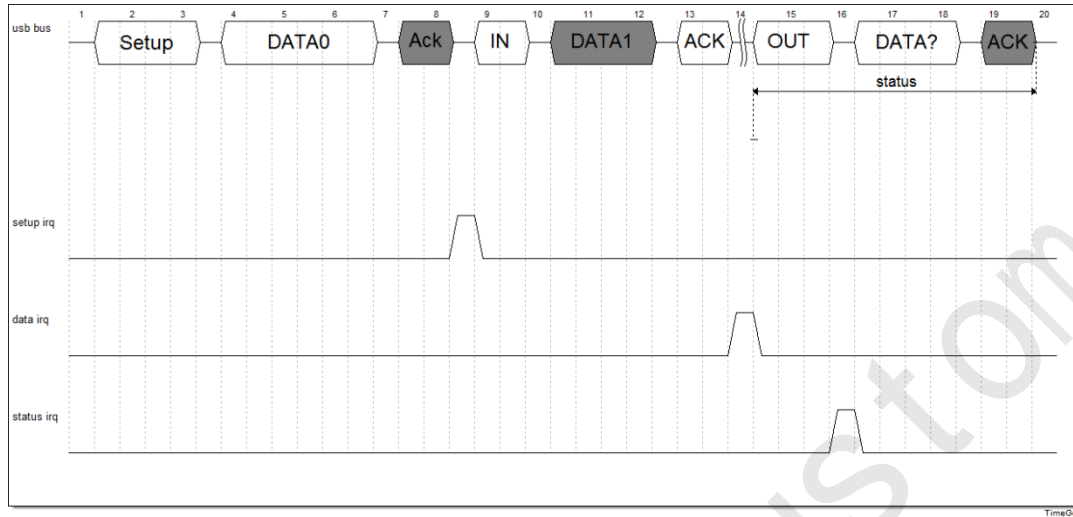 1 2 3 4 5 6 7 8 9 10 11 12 13 14 15 16 17 18 19 20
usb bus
Setup DATA0 Ack IN DATA1 ACK OUT DATA? ACK
status
setup irq
data irq
status irq